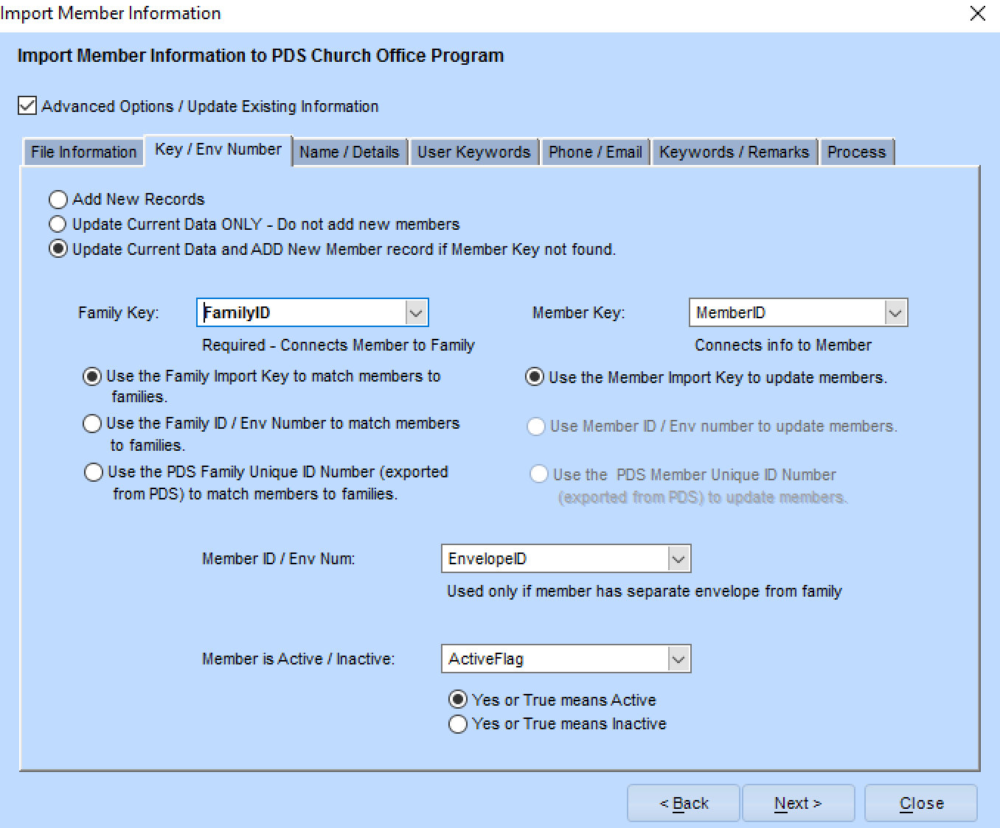 Import Member Information
Import Member Information to PDS Church Office Program
Advanced Options / Update Existing Information
File Information Key / Env Number Name / Details User Keywords Phone / Email Keywords / Remarks Process
Add New Records
Update Current Data ONLY - Do not add new members
Update Current Data and ADD New Member record if Member Key not found.
Family Key: FamilyID Member Key: MemberID
Required - Connects Member to Family Connects info to Member
Use the Family Import Key to match members to
families.
Use the Member Import Key to update members.
Use the Family ID / Env Number to match members
to families.
Use Member ID / Env number to update members.
Use the PDS Family Unique ID Number (exported
from PDS) to match members to families.
Use the PDS Member Unique ID Number
(exported from PDS) to update members.
Member ID / Env Num: EnvelopeID
Used only if member has separate envelope from family
Member is Active / Inactive: ActiveFlag
Yes or True means Active
Yes or True means Inactive
< Back Next > Close